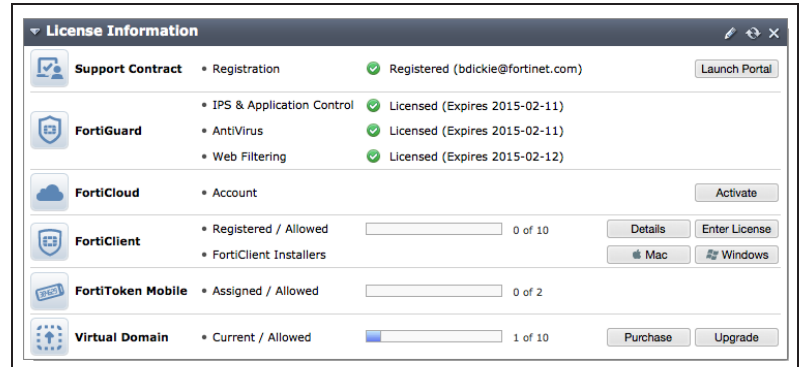 License Information
Support Contract • Registration Registered (bdickie@fortinet.com) Launch Portal
• IPS & Application Control Licensed (Expires 2015-02-11)
FortiGuard • AntiVirus Licensed (Expires 2015-02-11)
• Web Filtering Licensed (Expires 2015-02-12)
FortiCloud • Account Activate
• Registered / Allowed 0 of 10 Details Enter License
FortiClient
• FortiClient Installers Mac Windows
FortiToken Mobile • Assigned / Allowed 0 of 2
Virtual Domain • Current / Allowed 1 of 10 Purchase Upgrade